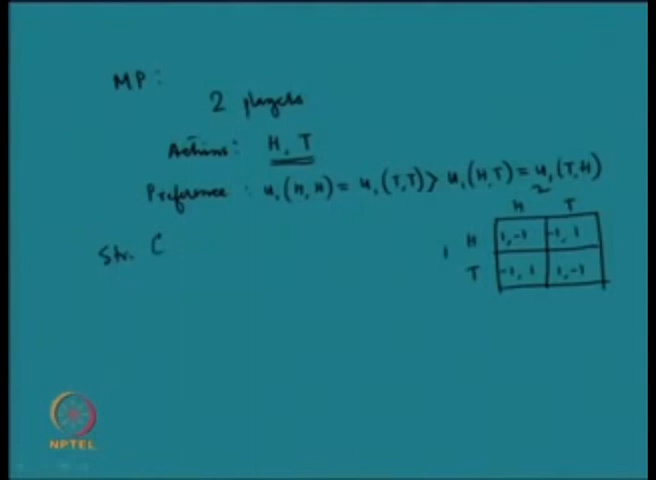 MP:
2 players
Actions: H, T
Preference: u₁(H,H) = u₁(T,T) > u₁(H,T) = u₁(T,H)
2
H T
1 H 1,-1 -1, 1
T -1, 1 1,-1
Str. C
NPTEL